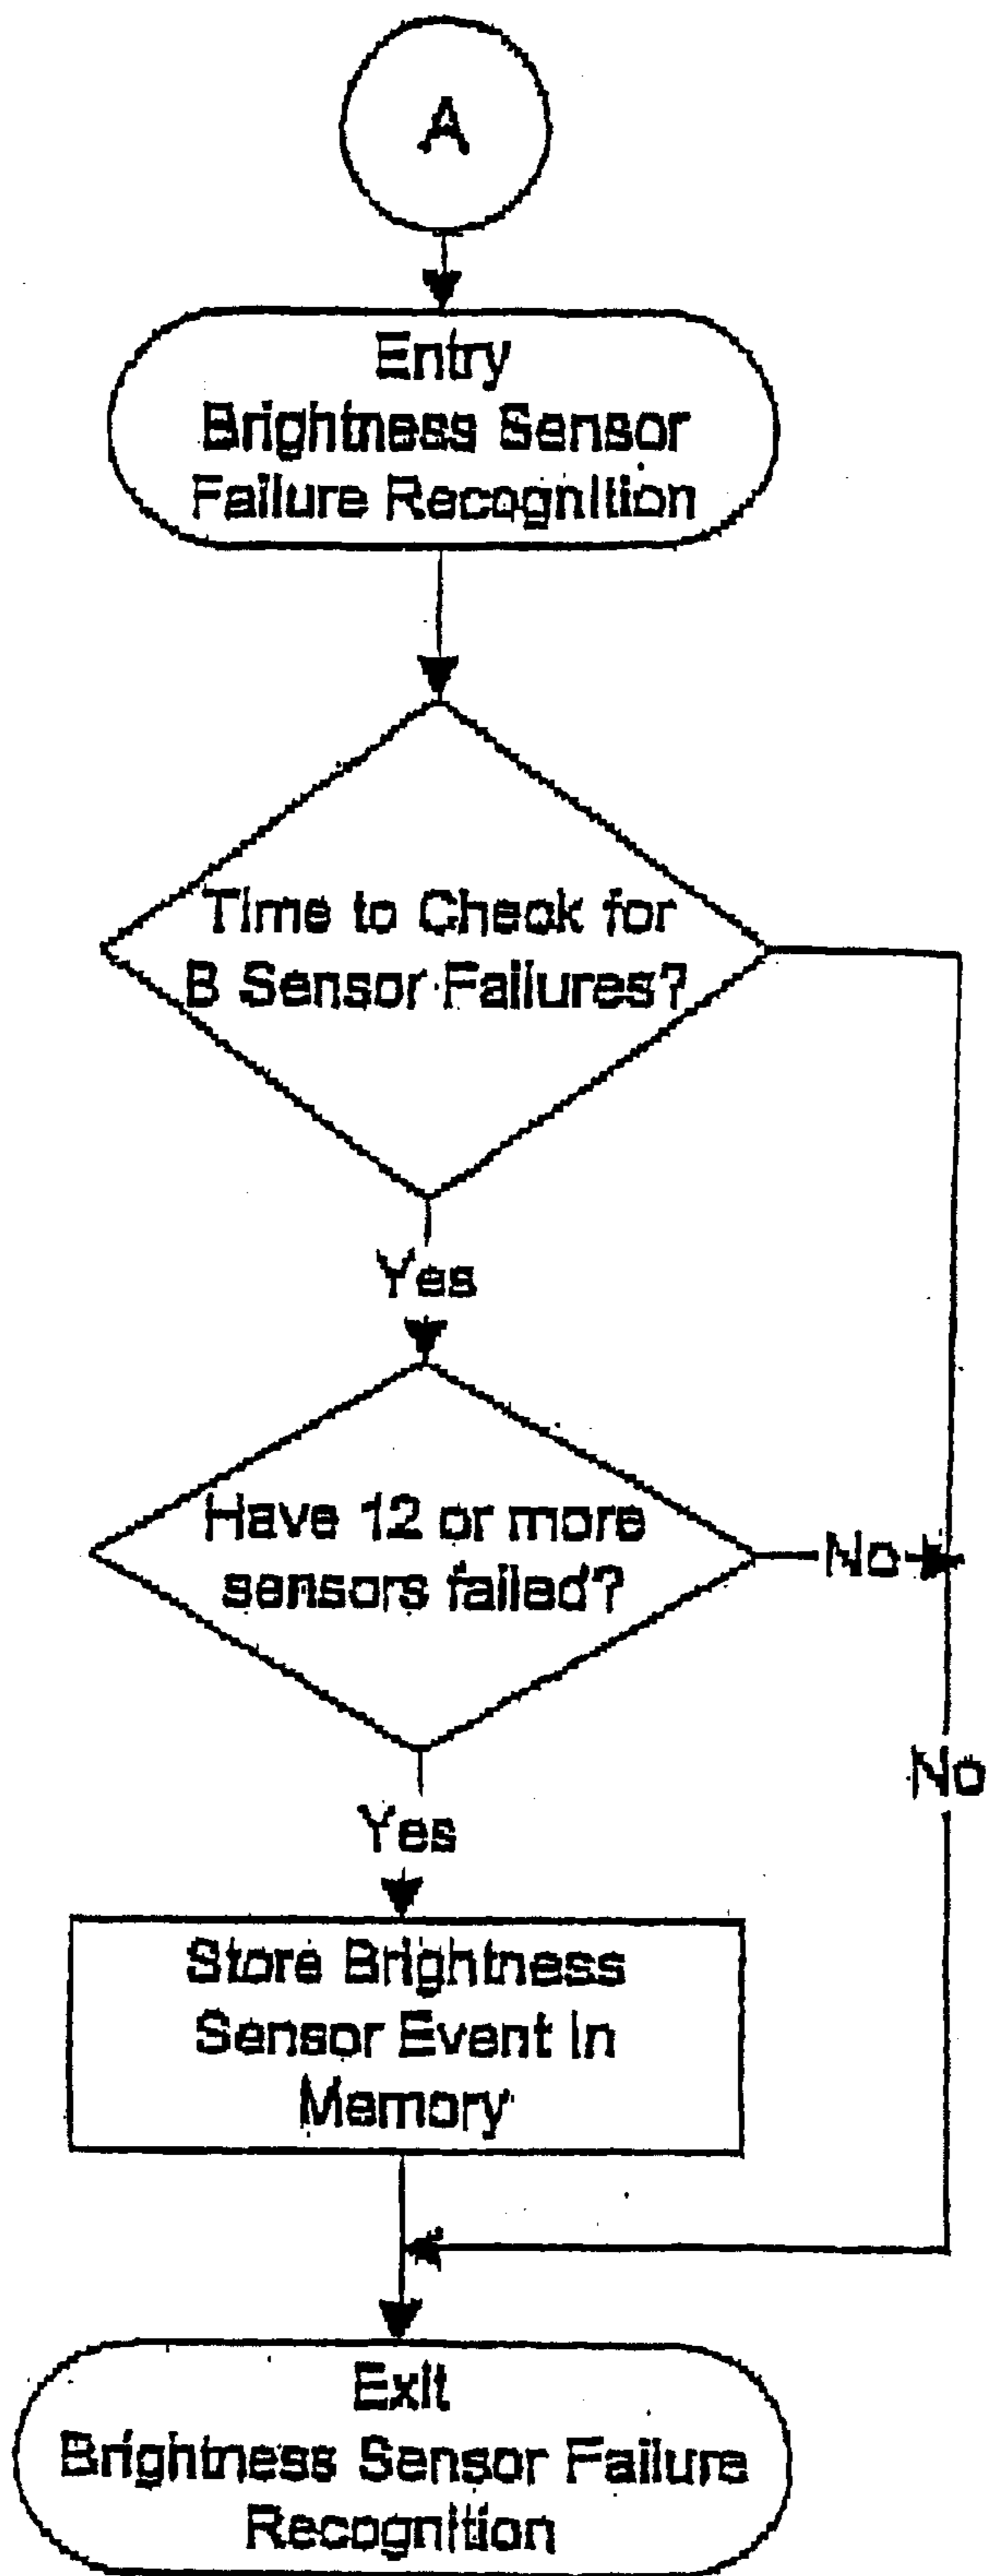 A
Entry
Brightness Sensor
Failure Recognition
Time to Check for
B Sensor Failures?
Yes
Have 12 or more
sensors failed?
No
No
Yes
Store Brightness
Sensor Event in
Memory
Exit
Brightness Sensor Failure
Recognition